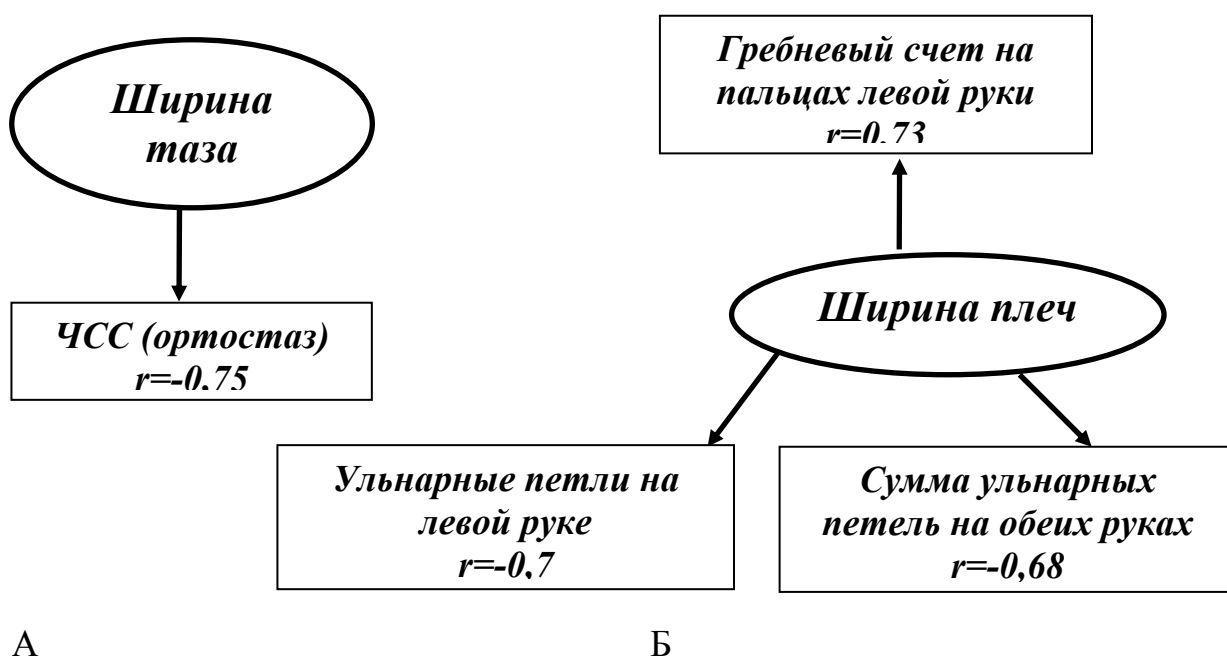 Ширина
таза
ЧСС (ортостаз)
r=-0,75
Гребневый счет на
пальцах левой руки
r=0,73
Ширина плеч
Ульнарные петли на
левой руке
r=-0,7
Сумма ульнарных
петель на обеих руках
r=-0,68
А
Б